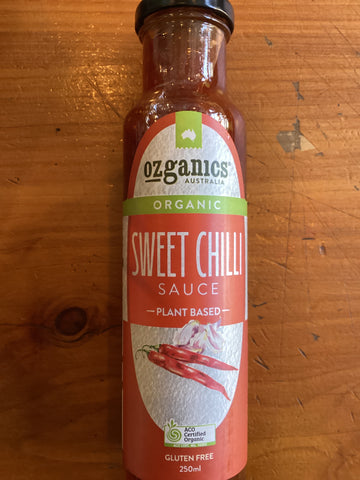 ozganics®
AUSTRALIA
ORGANIC
SWEET CHILLI
SAUCE
PLANT BASED
ACO
Certified
Organic
GLUTEN FREE
250ml